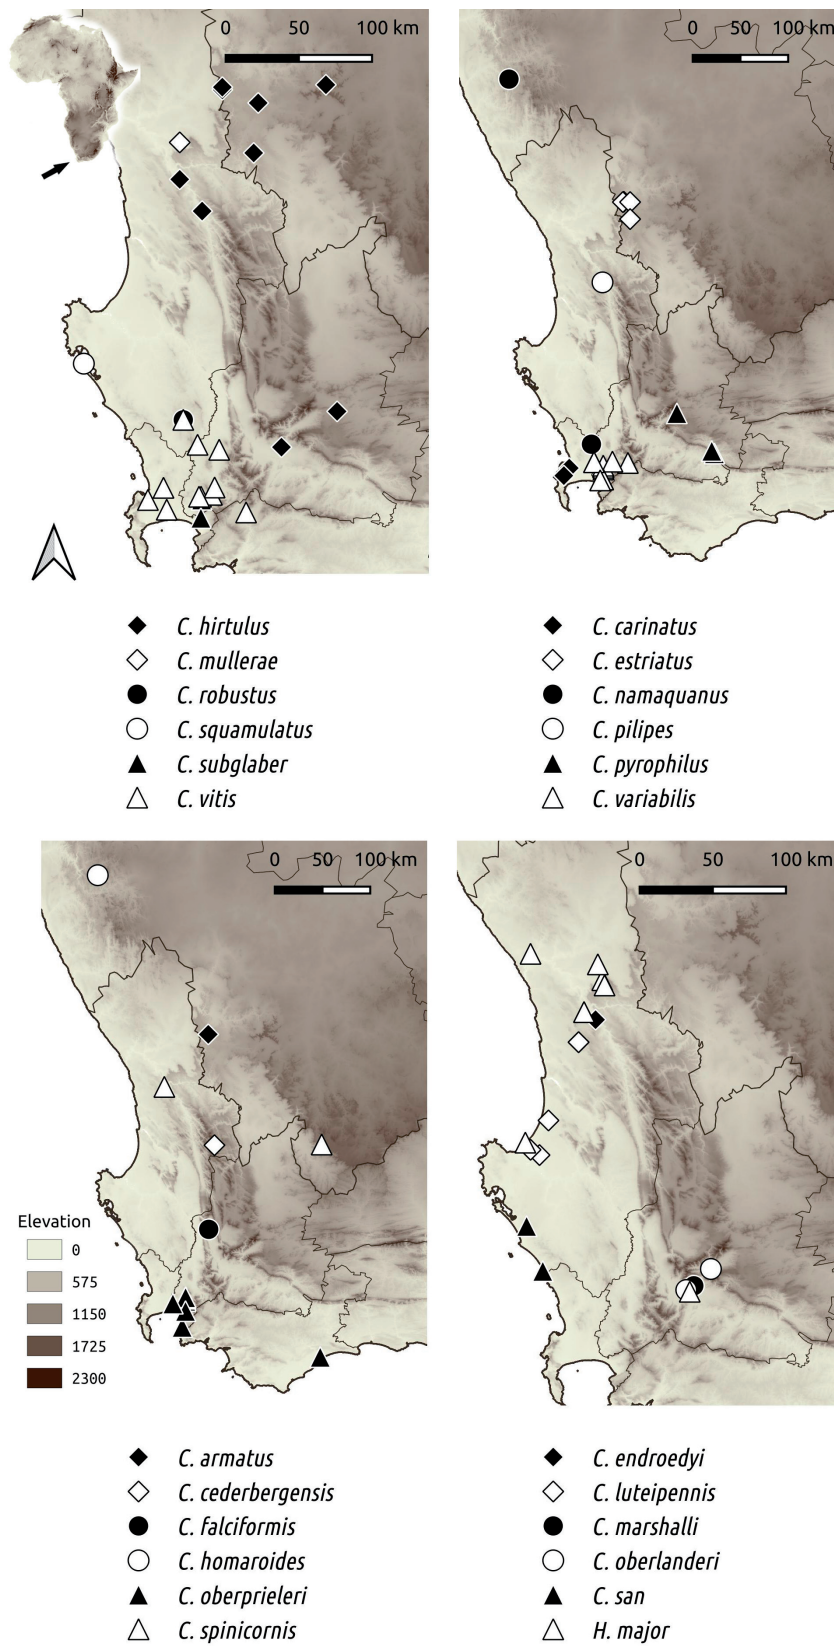 0 50 100 km
0 50 100 km
C. hirtulus
C. mullerae
C. robustus
C. squamulatus
C. subglaber
C. vitis
C. carinatus
C. estriatus
C. namaquanus
C. pilipes
C. pyrophilus
C. variabilis
0 50 100 km
0 50 100 km
Elevation
0
575
1150
1725
2300
C. armatus
C. cederbergensis
C. falciformis
C. homaroides
C. oberprieleri
C. spinicornis
C. endroedyi
C. luteipennis
C. marshalli
C. oberlanderi
C. san
H. major